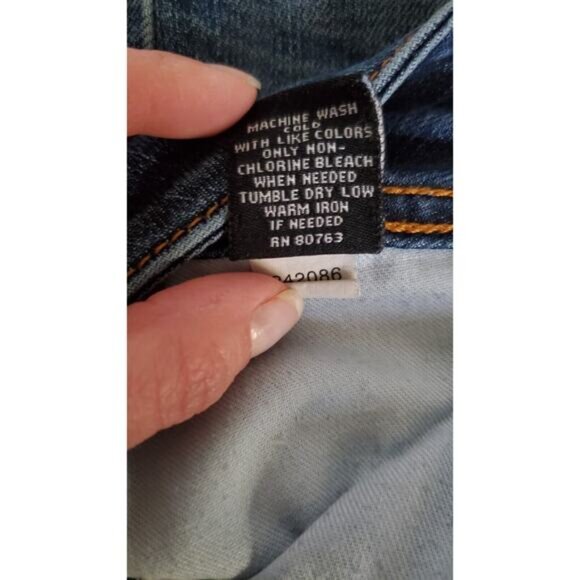 MACHINE WASH
COLD
WITH LIKE COLORS
ONLY NON-
CHLORINE BLEACH
WHEN NEEDED
TUMBLE DRY LOW
WARM IRON
IF NEEDED
RN 80763